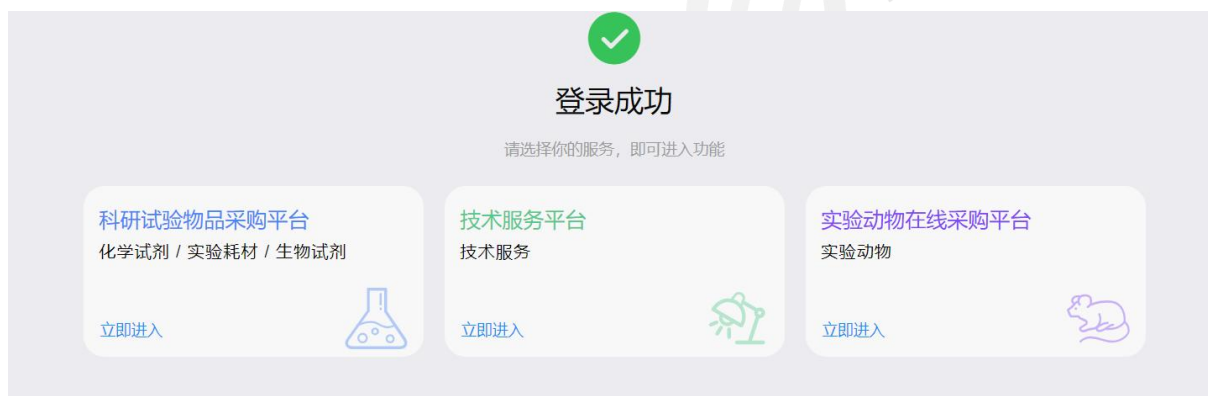 登录成功
请选择你的服务，即可进入功能
科研试验物品采购平台
化学试剂 / 实验耗材 / 生物试剂
立即进入
技术服务平台
技术服务
立即进入
实验动物在线采购平台
实验动物
立即进入